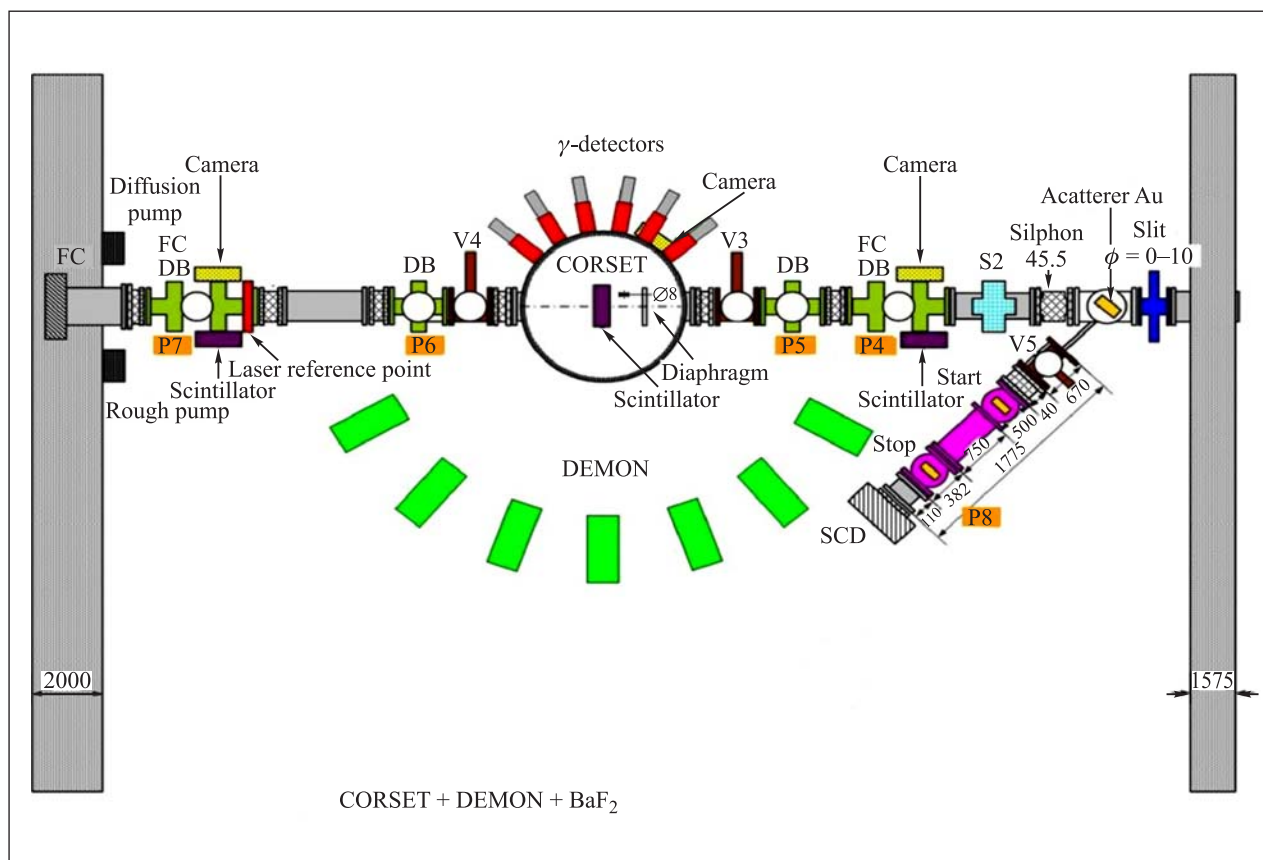 γ-detectors
Camera
Diffusion
pump
FC
FC
DB
DB
V4
CORSET
⌀8
Camera
V3
DB
FC
DB
Camera
S2
Silphon
45.5
Acatterer Au
Slit
ϕ = 0–10
P7
P6
P5
P4
V5
Scintillator
Laser reference point
Rough pump
Scintillator
Diaphragm
Start
Scintillator
Stop
DEMON
SCD
P8
670
40
500
750
1775
382
110
2000
1575
CORSET + DEMON + BaF₂